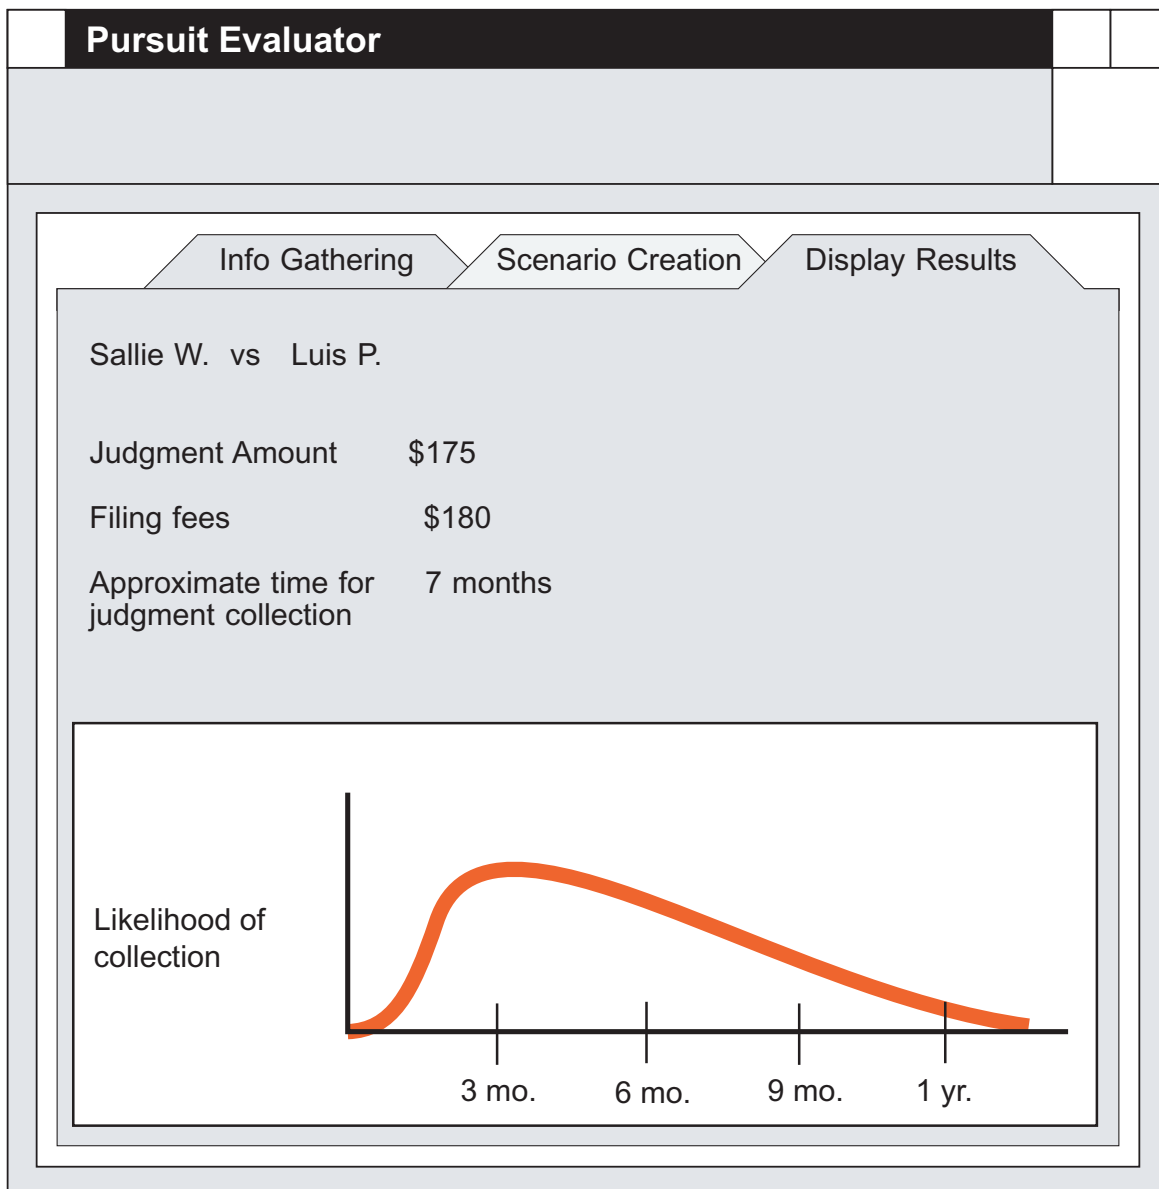 Pursuit Evaluator
Info Gathering Scenario Creation Display Results
Sallie W. vs Luis P.
Judgment Amount $175
Filing fees $180
Approximate time for 7 months
judgment collection
Likelihood of
collection
3 mo. 6 mo. 9 mo. 1 yr.